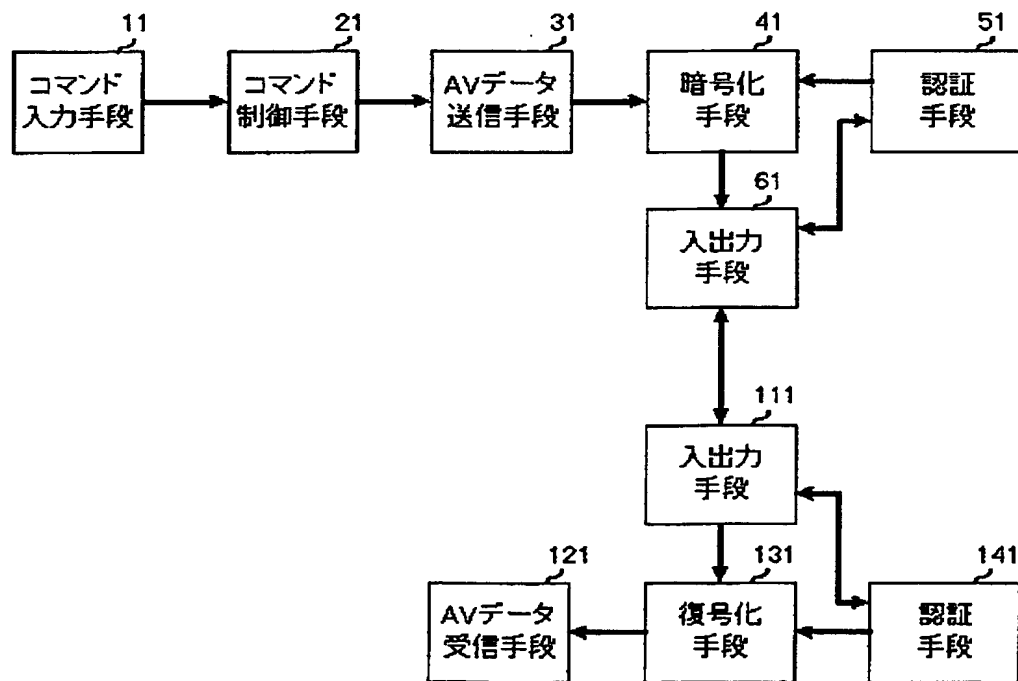 11
コマンド
入力手段
21
コマンド
制御手段
31
AVデータ
送信手段
41
暗号化
手段
51
認証
手段
61
入出力
手段
111
入出力
手段
121
AVデータ
受信手段
131
復号化
手段
141
認証
手段